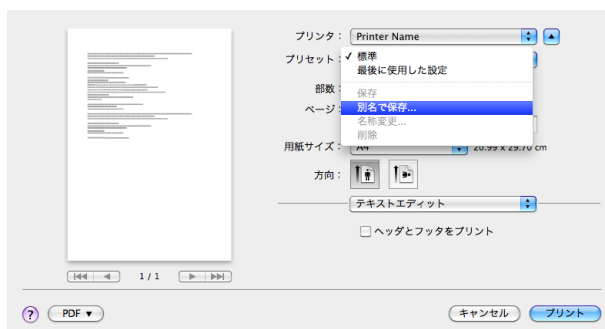 プリンタ： Printer Name
プリセット： ✓ 標準
最後に使用した設定
部数： 保存
ページ 別名で保存...
名称変更...
削除
用紙サイズ： A4 20.99 x 29.70 cm
方向：
テキストエディット
ヘッダとフッタをプリント
1 / 1
? PDF ▼ キャンセル プリント